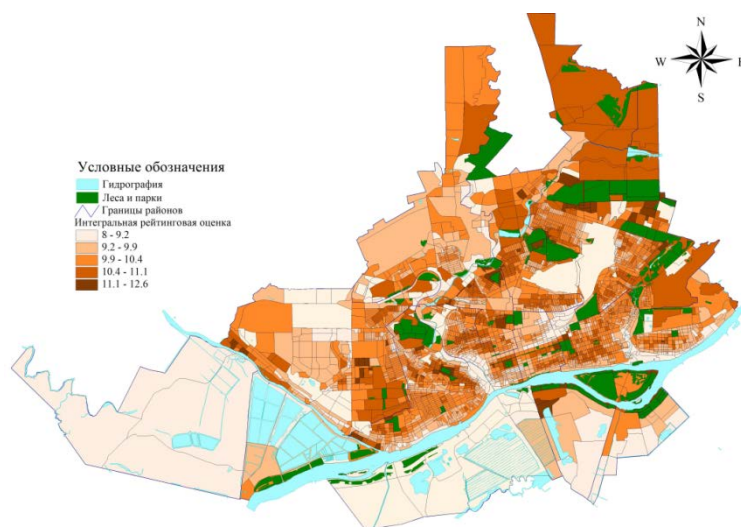 N
W E
S
Условные обозначения
Гидрография
Леса и парки
Границы районов
Интегральная рейтинговая оценка
8 - 9.2
9.2 - 9.9
9.9 - 10.4
10.4 - 11.1
11.1 - 12.6